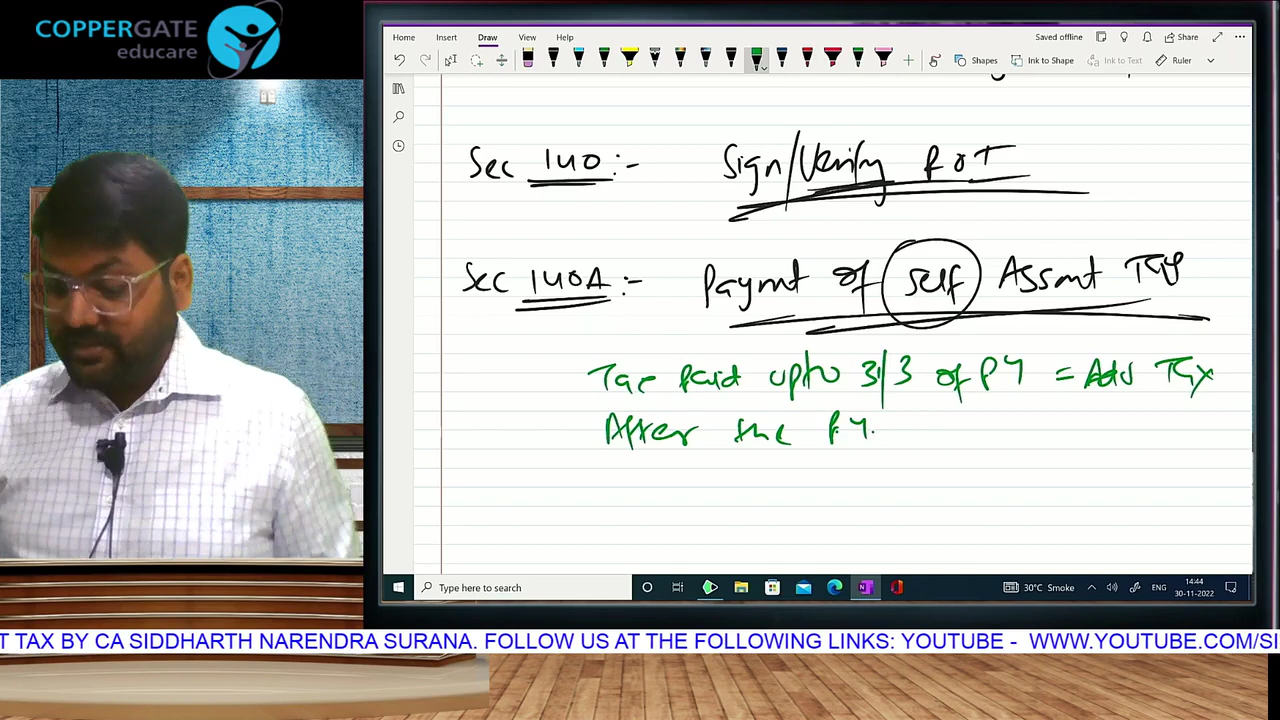 COPPERGATE
educare
Home Insert Draw View Help
Saved offline
Share
Shapes
Ink to Shape
Ink to Text
Ruler
Sec 140:- Sign/Verify ROI
Sec 140A:- Paymt of self Assmt Tax
Tax Paid upto 31/3 of PY = Adv Tax
After the P.Y.
Type here to search
30°C Smoke
ENG
14:44
30-11-2022
T TAX BY CA SIDDHARTH NARENDRA SURANA. FOLLOW US AT THE FOLLOWING LINKS: YOUTUBE - WWW.YOUTUBE.COM/SI